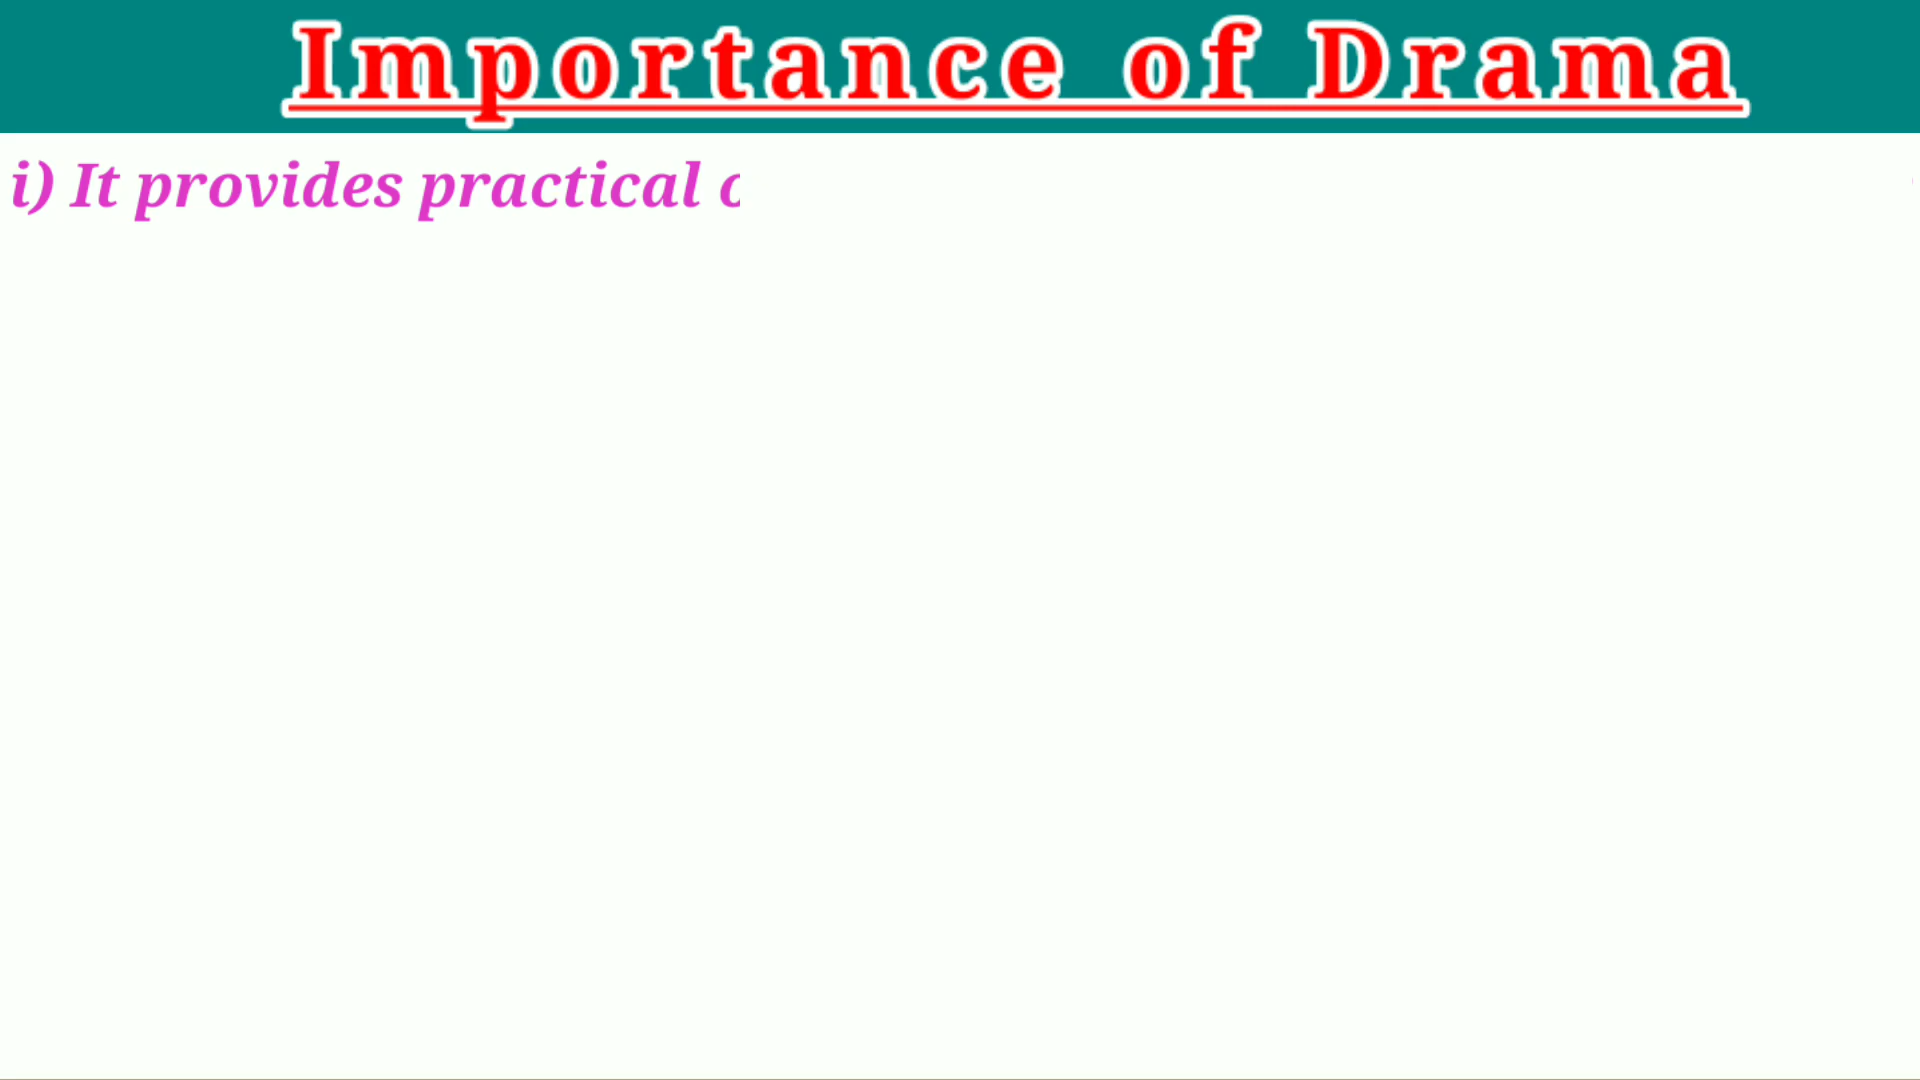 Importance of Drama
i) It provides practical